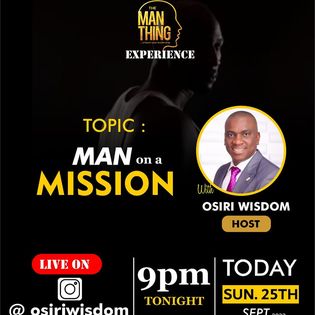 THE
MAN
THING
EXPERIENCE
TOPIC :
MAN on a
MISSION
With
OSIRI WISDOM
HOST
LIVE ON
@ osiriwisdom
9pm
TONIGHT
TODAY
SUN. 25TH
SEPT